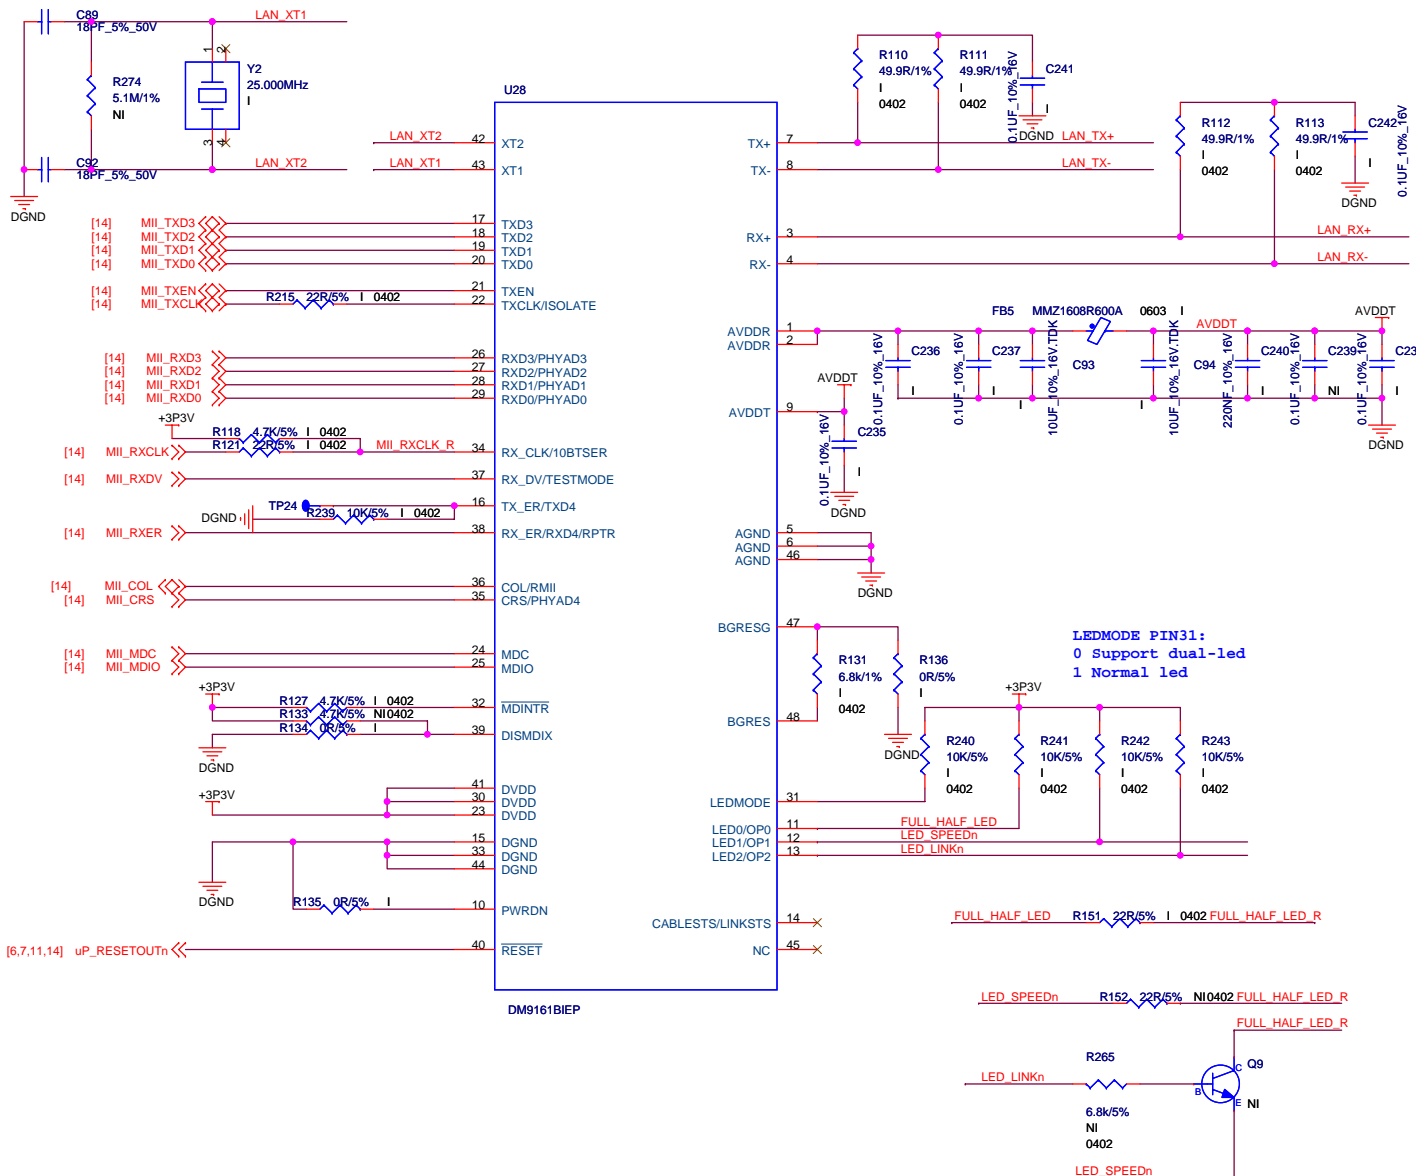 C89
18PF_5%_50V
LAN_XT1
1
2
Y2
25.000MHz
I
R274
5.1M/1%
NI
3
4
C92
18PF_5%_50V
LAN_XT2
DGND
LAN_XT2
42
XT2
LAN_XT1
43
XT1
U28
[14] MII_TXD3 17 TXD3
[14] MII_TXD2 18 TXD2
[14] MII_TXD1 19 TXD1
[14] MII_TXD0 20 TXD0
[14] MII_TXEN 21 TXEN
[14] MII_TXCLK R215 22R/5% I 0402 22 TXCLK/ISOLATE
[14] MII_RXD3 26 RXD3/PHYAD3
[14] MII_RXD2 27 RXD2/PHYAD2
[14] MII_RXD1 28 RXD1/PHYAD1
[14] MII_RXD0 29 RXD0/PHYAD0
+3P3V
R118 4.7K/5% I 0402
R121 22R/5% I 0402
[14] MII_RXCLK MII_RXCLK_R 34 RX_CLK/10BTSER
[14] MII_RXDV 37 RX_DV/TESTMODE
TP24 16 TX_ER/TXD4
DGND R239 10K/5% I 0402
[14] MII_RXER 38 RX_ER/RXD4/RPTR
[14] MII_COL 36 COL/RMII
[14] MII_CRS 35 CRS/PHYAD4
[14] MII_MDC 24 MDC
[14] MII_MDIO 25 MDIO
+3P3V
R127 4.7K/5% I 0402 32 MDINTR
R133 4.7K/5% NI 0402
R134 0R/5% I 39 DISMDIX
DGND
+3P3V
41 DVDD
30 DVDD
23 DVDD
15 DGND
33 DGND
44 DGND
DGND
R135 0R/5% I 10 PWRDN
[6,7,11,14] uP_RESETOUTn 40 RESET
DM9161BIEP
R110
49.9R/1%
I
0402
R111
49.9R/1%
I
0402
0.1UF_10%_16V
C241
I
DGND
TX+ 7 LAN_TX+
TX- 8 LAN_TX-
R112
49.9R/1%
I
0402
R113
49.9R/1%
I
0402
C242
0.1UF_10%_16V
I
DGND
RX+ 3 LAN_RX+
RX- 4 LAN_RX-
FB5 MMZ1608R600A 0603 I
AVDDT
AVDDT
AVDDR 1
AVDDR 2
0.1UF_10%_16V
C236
I
0.1UF_10%_16V
C237
I
10UF_10%_16V.TDK
C93
I
10UF_10%_16V.TDK
C94
220NF_10%_16V
C240
I
0.1UF_10%_16V
C239
NI
0.1UF_10%_16V
C23
I
DGND
AVDDT
AVDDT 9
0.1UF_10%_16V
C235
I
DGND
AGND 5
AGND 6
AGND 46
DGND
BGRESG 47
R131
6.8k/1%
I
0402
R136
0R/5%
I
DGND
BGRES 48
LEDMODE PIN31:
0 Support dual-led
1 Normal led
+3P3V
R240
10K/5%
I
0402
R241
10K/5%
I
0402
R242
10K/5%
I
0402
R243
10K/5%
I
0402
LEDMODE 31
LED0/OP0 11 FULL_HALF_LED
LED1/OP1 12 LED_SPEEDn
LED2/OP2 13 LED_LINKn
CABLESTS/LINKSTS 14
NC 45
FULL_HALF_LED R151 22R/5% I 0402 FULL_HALF_LED_R
LED_SPEEDn R152 22R/5% NI 0402 FULL_HALF_LED_R
FULL_HALF_LED_R
LED_LINKn
R265
6.8k/5%
NI
0402
B
C
E
Q9
NI
LED_SPEEDn